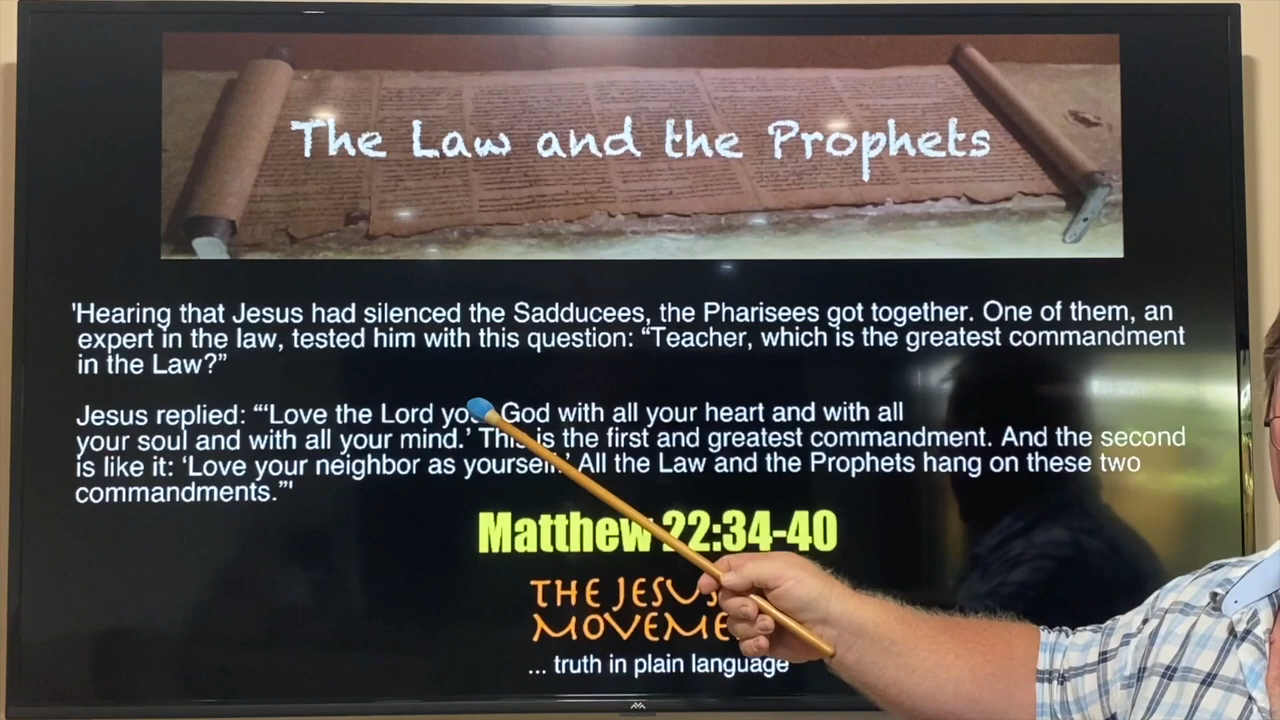 The Law and the Prophets
'Hearing that Jesus had silenced the Sadducees, the Pharisees got together. One of them, an
expert in the law, tested him with this question: “Teacher, which is the greatest commandment
in the Law?”
Jesus replied: “‘Love the Lord God with all your heart and with all
your soul and with all your mind.’ This is the first and greatest commandment. And the second
is like it: ‘Love your neighbor as yourself.’ All the Law and the Prophets hang on these two
commandments.”'
Matthew 22:34-40
THE JESUS
... truth in plain language